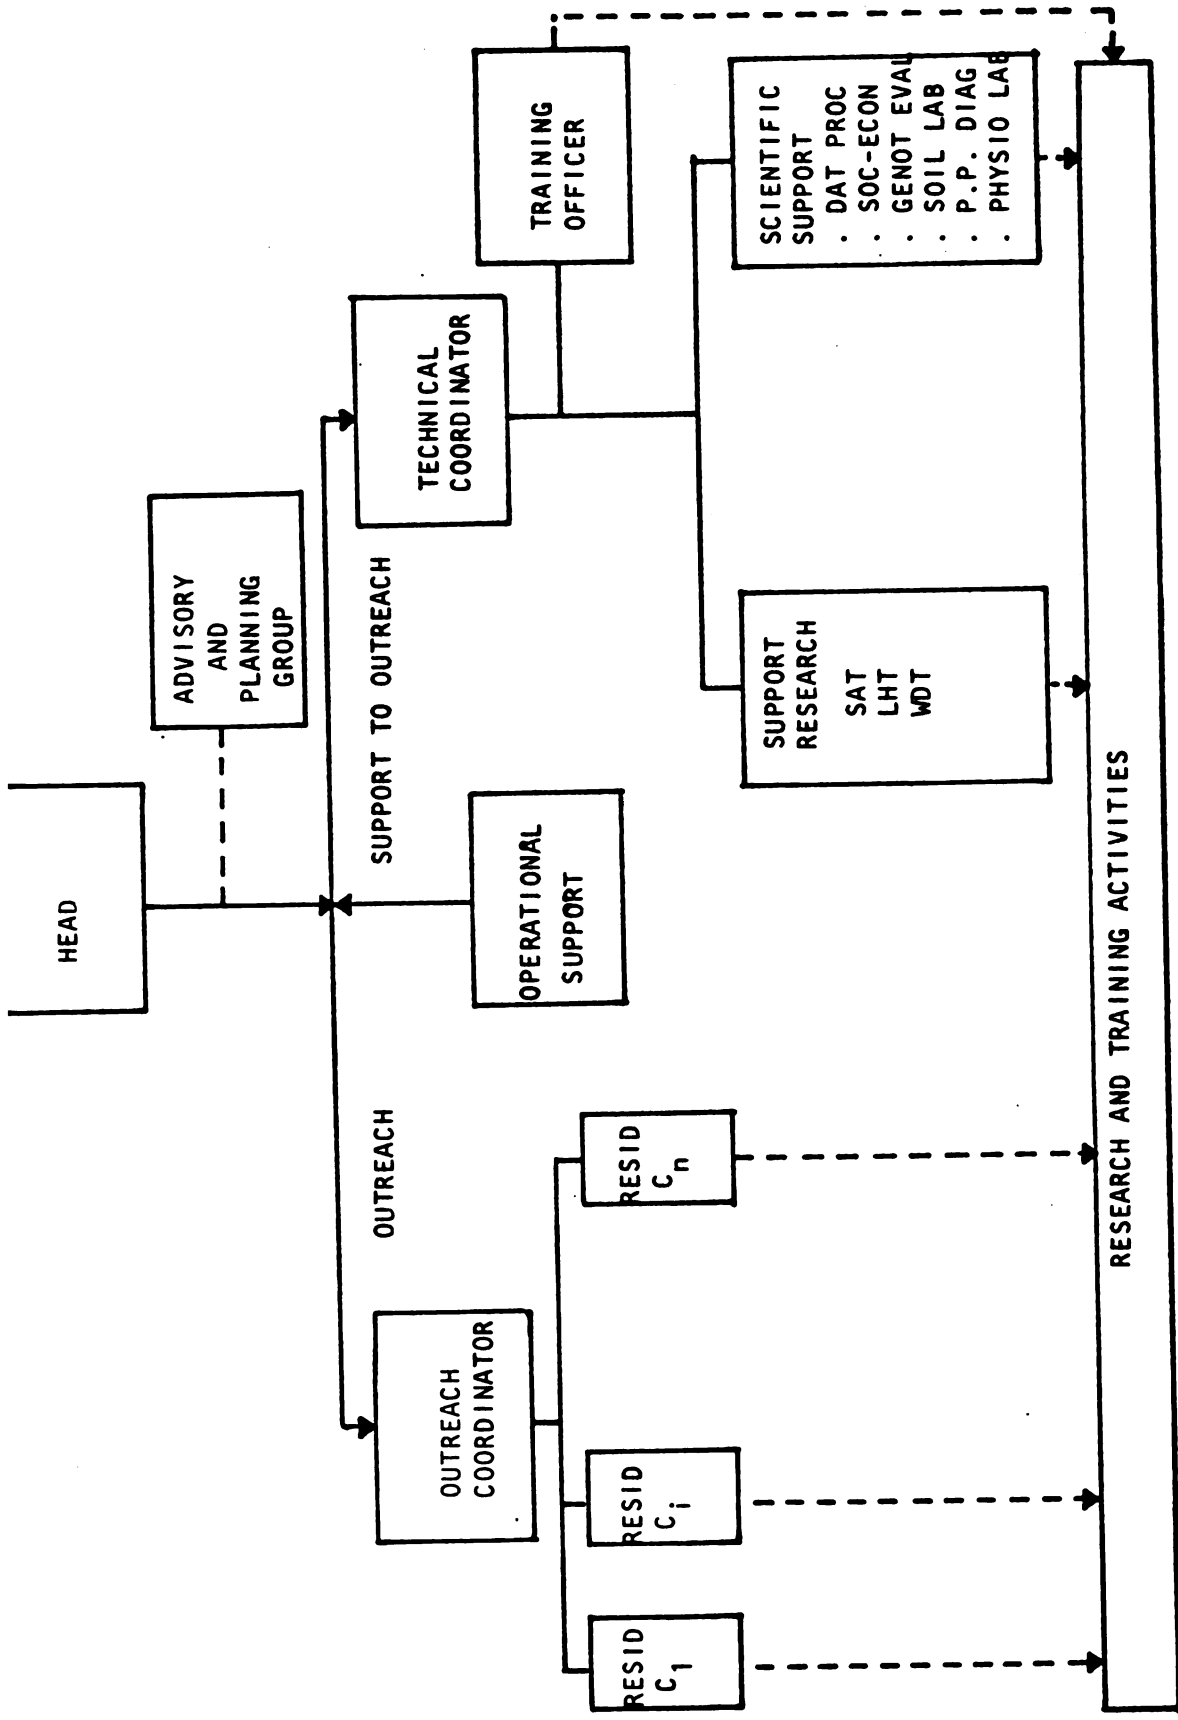 HEAD
ADVISORY
AND
PLANNING
GROUP
OUTREACH
SUPPORT TO OUTREACH
OUTREACH
COORDINATOR
OPERATIONAL
SUPPORT
TECHNICAL
COORDINATOR
TRAINING
OFFICER
RESID
C1
RESID
Ci
RESID
Cn
SUPPORT
RESEARCH
SAT
LHT
WDT
SCIENTIFIC
SUPPORT
. DAT PROC
. SOC-ECON
. GENOT EVAL
. SOIL LAB
. P.P. DIAG
. PHYSIO LAB
RESEARCH AND TRAINING ACTIVITIES